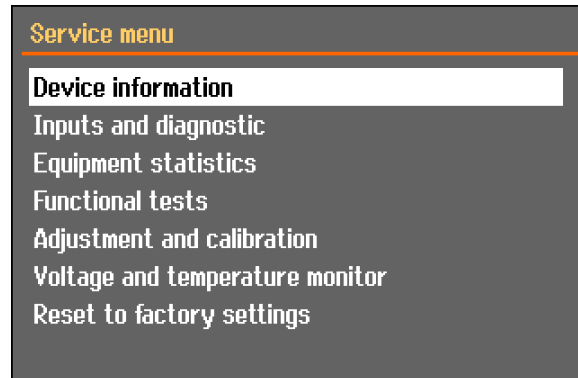 Service menu
Device information
Inputs and diagnostic
Equipment statistics
Functional tests
Adjustment and calibration
Voltage and temperature monitor
Reset to factory settings